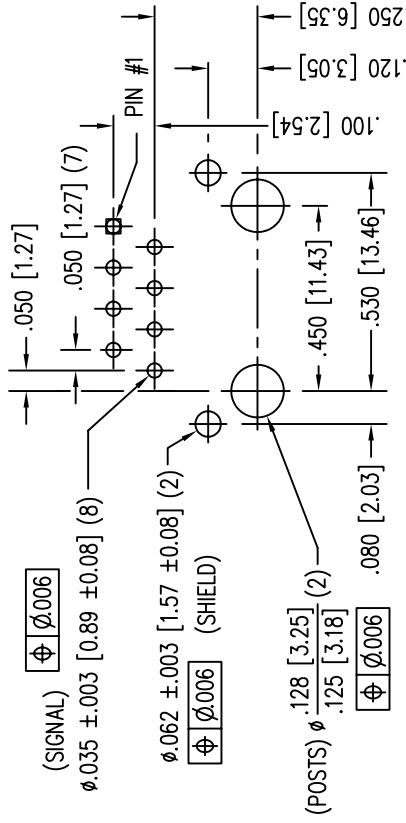 .050 [1.27]
.050 [1.27] (7)
PIN #1
⌖ ø.006
(SIGNAL)
ø.035 ±.003 [0.89 ±0.08] (8)
ø.062 ±.003 [1.57 ±0.08] (2)
⌖ ø.006
(SHIELD)
(POSTS) ø .128 [3.25]
.125 [3.18]
(2)
⌖ ø.006
.100 [2.54]
.120 [3.05]
250 [6.35]
.450 [11.43]
.530 [13.46]
.080 [2.03]